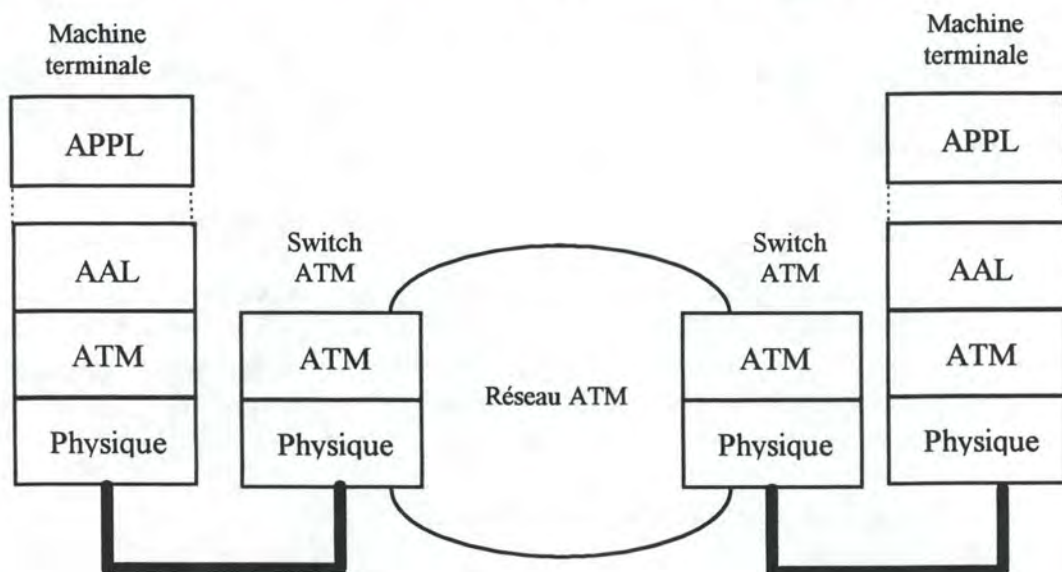 Machine
terminale
APPL
AAL
ATM
Physique
Switch
ATM
ATM
Physique
Réseau ATM
Switch
ATM
ATM
Physique
Machine
terminale
APPL
AAL
ATM
Physique